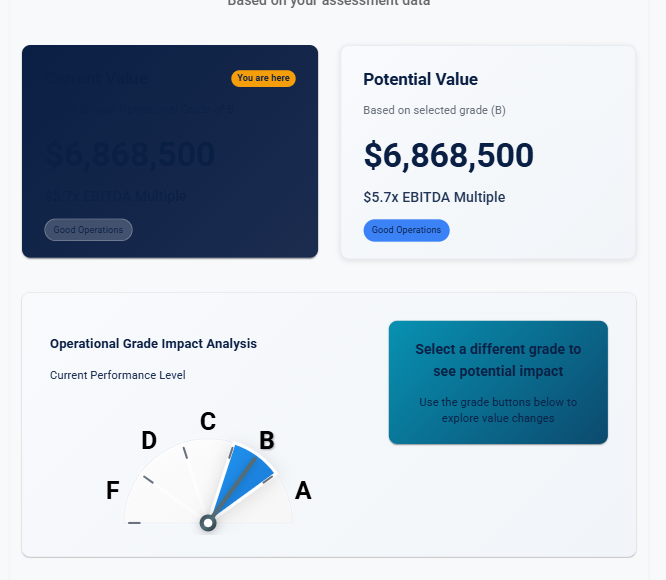 Based on your assessment data
Current Value
You are here
$6,868,500
$5.7x EBITDA Multiple
Good Operations
Potential Value
Based on selected grade (B)
$6,868,500
$5.7x EBITDA Multiple
Good Operations
Operational Grade Impact Analysis
Current Performance Level
F
D
C
B
A
Select a different grade to
see potential impact
Use the grade buttons below to
explore value changes